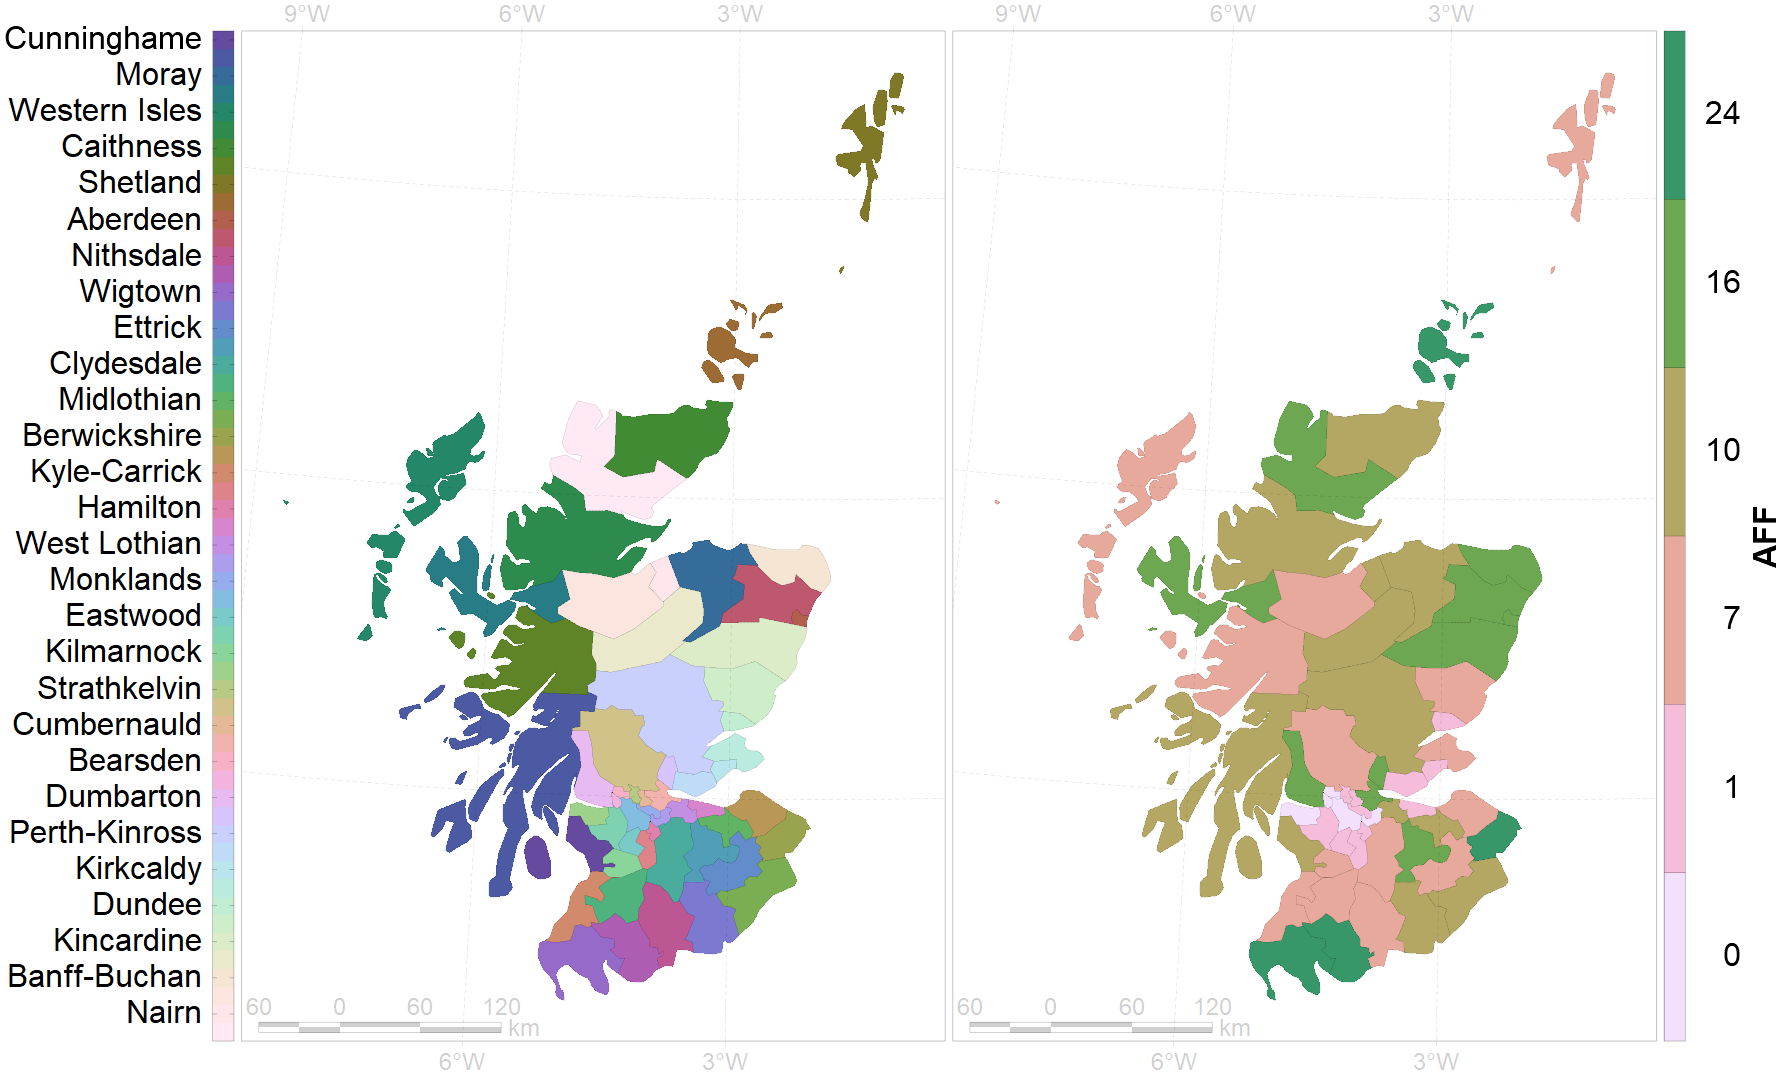 9°W 6°W 3°W 9°W 6°W 3°W
Cunninghame
Moray
Western Isles
Caithness
Shetland
Aberdeen
Nithsdale
Wigtown
Ettrick
Clydesdale
Midlothian
Berwickshire
Kyle-Carrick
Hamilton
West Lothian
Monklands
Eastwood
Kilmarnock
Strathkelvin
Cumbernauld
Bearsden
Dumbarton
Perth-Kinross
Kirkcaldy
Dundee
Kincardine
Banff-Buchan
Nairn
60 0 60 120
km
60 0 60 120
km
24
16
10
7
1
0
AFF
6°W 3°W 6°W 3°W